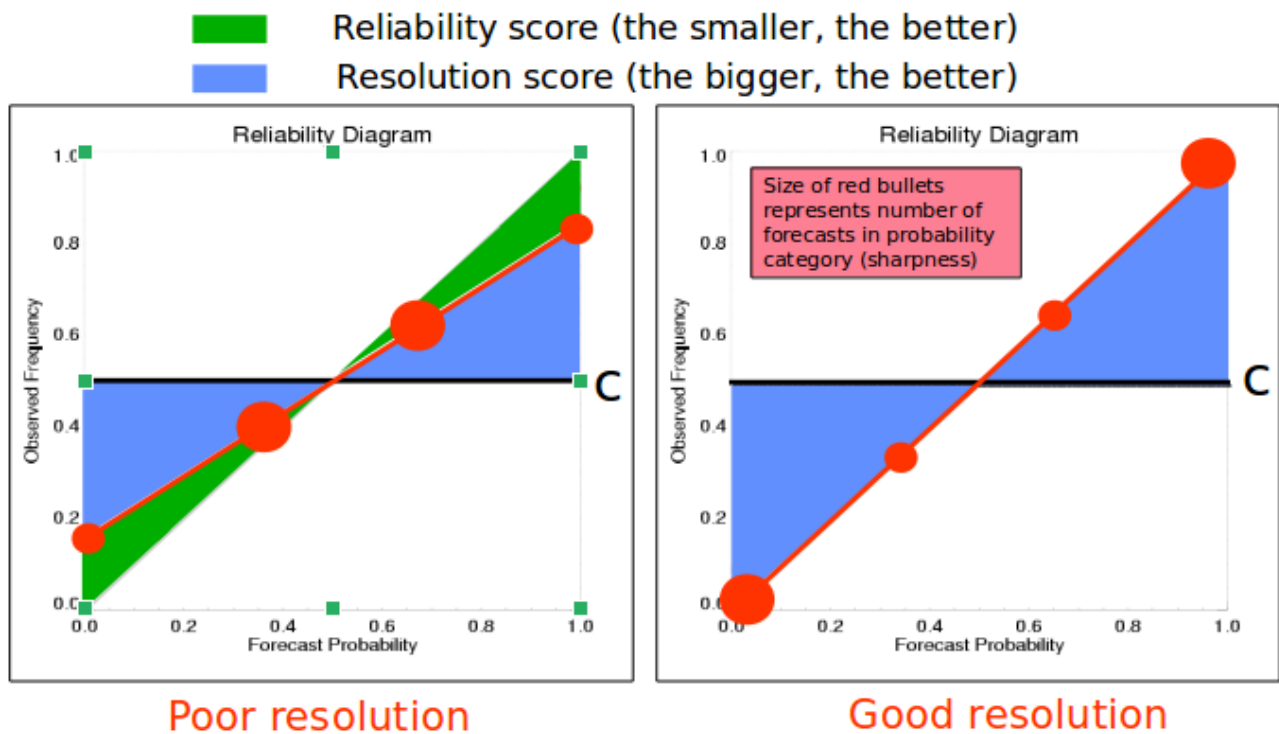 Reliability score (the smaller, the better)
Resolution score (the bigger, the better)
Reliability Diagram
1.0
0.8
0.6
0.4
0.2
0.0
Observed Frequency
0.0 0.2 0.4 0.6 0.8 1.0
Forecast Probability
C
Poor resolution
Reliability Diagram
Size of red bullets
represents number of
forecasts in probability
category (sharpness)
1.0
0.8
0.6
0.4
0.2
0.0
Observed Frequency
0.0 0.2 0.4 0.6 0.8 1.0
Forecast Probability
C
Good resolution